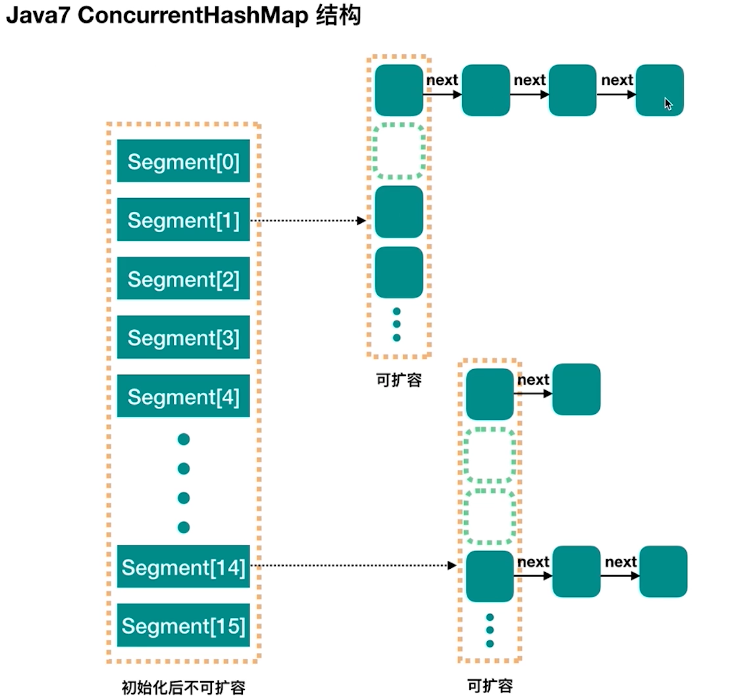 Java7 ConcurrentHashMap 结构
next next next
Segment[0]
Segment[1]
Segment[2]
Segment[3]
Segment[4]
可扩容
next
Segment[14]
next next
Segment[15]
初始化后不可扩容
可扩容